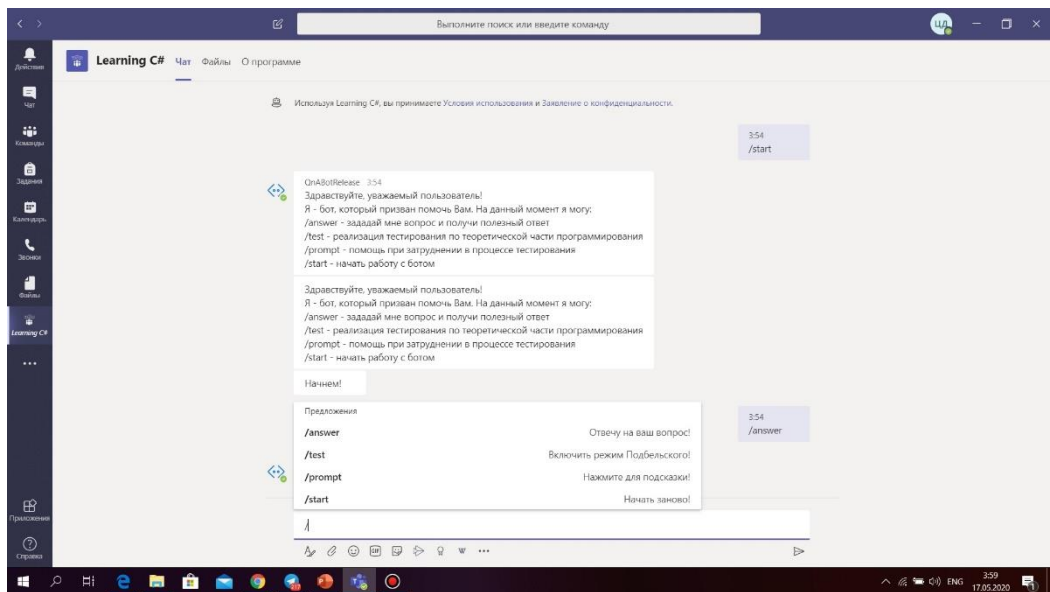 Выполните поиск или введите команду
ЦД
Действия
Чат
Команды
Задания
Календарь
Звонки
Файлы
Learning C#
Приложения
Справка
Learning C# Чат Файлы О программе
Используя Learning C#, вы принимаете Условия использования и Заявление о конфиденциальности.
3:54
/start
QnABotRelease 3:54
Здравствуйте, уважаемый пользователь!
Я - бот, который призван помочь Вам. На данный момент я могу:
/answer - зададай мне вопрос и получи полезный ответ
/test - реализация тестирования по теоретической части программирования
/prompt - помощь при затруднении в процессе тестирования
/start - начать работу с ботом
Здравствуйте, уважаемый пользователь!
Я - бот, который призван помочь Вам. На данный момент я могу:
/answer - зададай мне вопрос и получи полезный ответ
/test - реализация тестирования по теоретической части программирования
/prompt - помощь при затруднении в процессе тестирования
/start - начать работу с ботом
Начнем!
3:54
/answer
Предложения
/answer Отвечу на ваш вопрос!
/test Включить режим Подбельского!
/prompt Нажмите для подсказки!
/start Начать заново!
/
GIF
ENG
3:59
17.05.2020